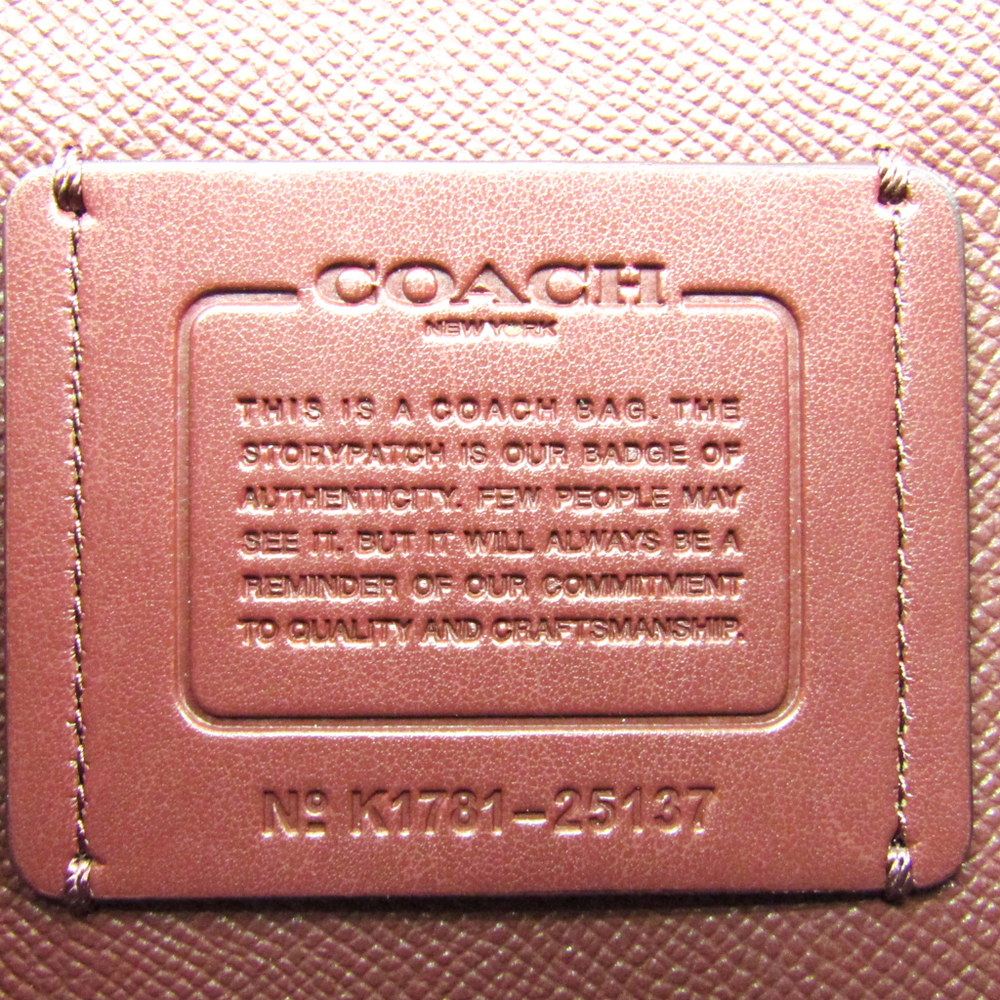 COACH
NEW YORK
THIS IS A COACH BAG. THE
STORYPATCH IS OUR BADGE OF
AUTHENTICITY. FEW PEOPLE MAY
SEE IT. BUT IT WILL ALWAYS BE A
REMINDER OF OUR COMMITMENT
TO QUALITY AND CRAFTSMANSHIP.
Nº K1781-25137